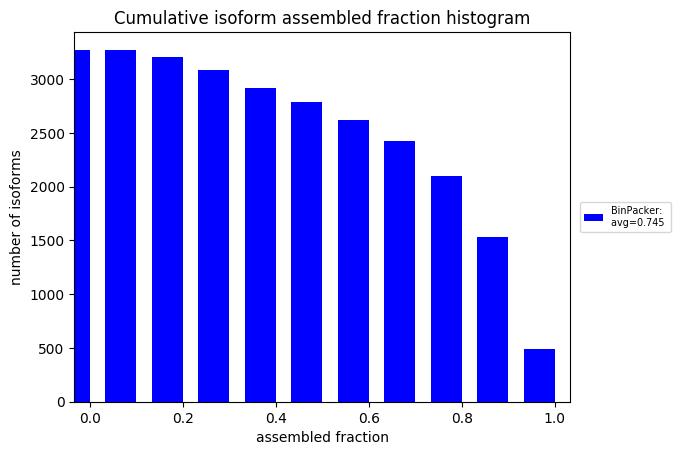 Cumulative isoform assembled fraction histogram
number of isoforms
3000
2500
2000
1500
1000
500
0
0.0 0.2 0.4 0.6 0.8 1.0
assembled fraction
BinPacker:
avg=0.745